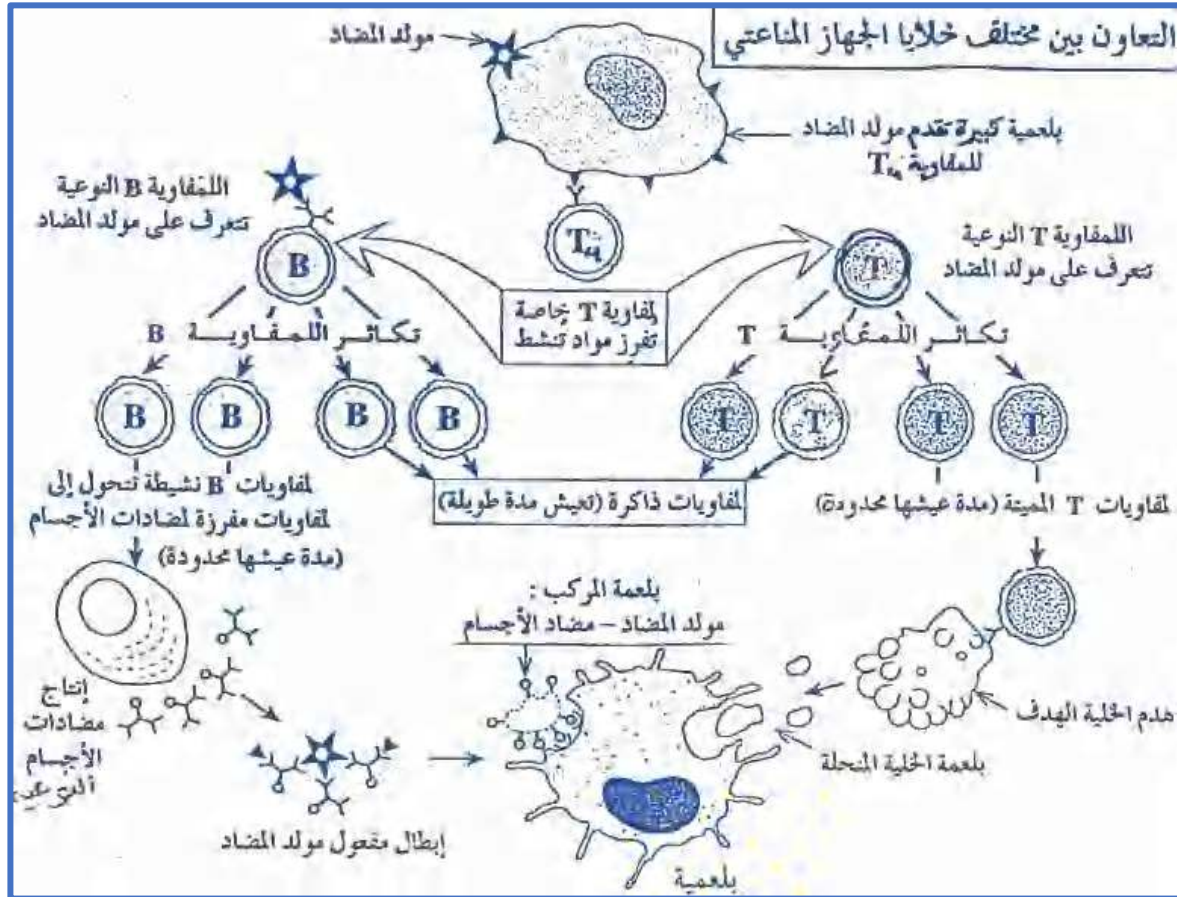 التعاون بين مختلف خلايا الجهاز المناعتي
مولد المضاد
بلعمية كبيرة تقدم مولد المضاد
للمفاوية T₄
T₄
اللمفاوية B النوعية
تتعرف على مولد المضاد
اللمفاوية T النوعية
تتعرف على مولد المضاد
B
T
لمفاوية T خاصة
تفرز مواد تنشط
تكاثر اللمفاوية B
تكاثر اللمفاوية T
B B B B
T T T T
لمفاويات B نشيطة تتحول إلى
لمفاويات مفرزة لمضادات الأجسام
(مدة عيشها محدودة)
لمفاويات ذاكرة (تعيش مدة طويلة)
لمفاويات T المميتة (مدة عيشها محدودة)
بلعمة المركب :
مولد المضاد – مضاد الأجسام
إنتاج
مضادات
الأجسام
هدم الخلية الهدف
بلعمة الخلية المنحلة
إبطال مفعول مولد المضاد
بلعمية